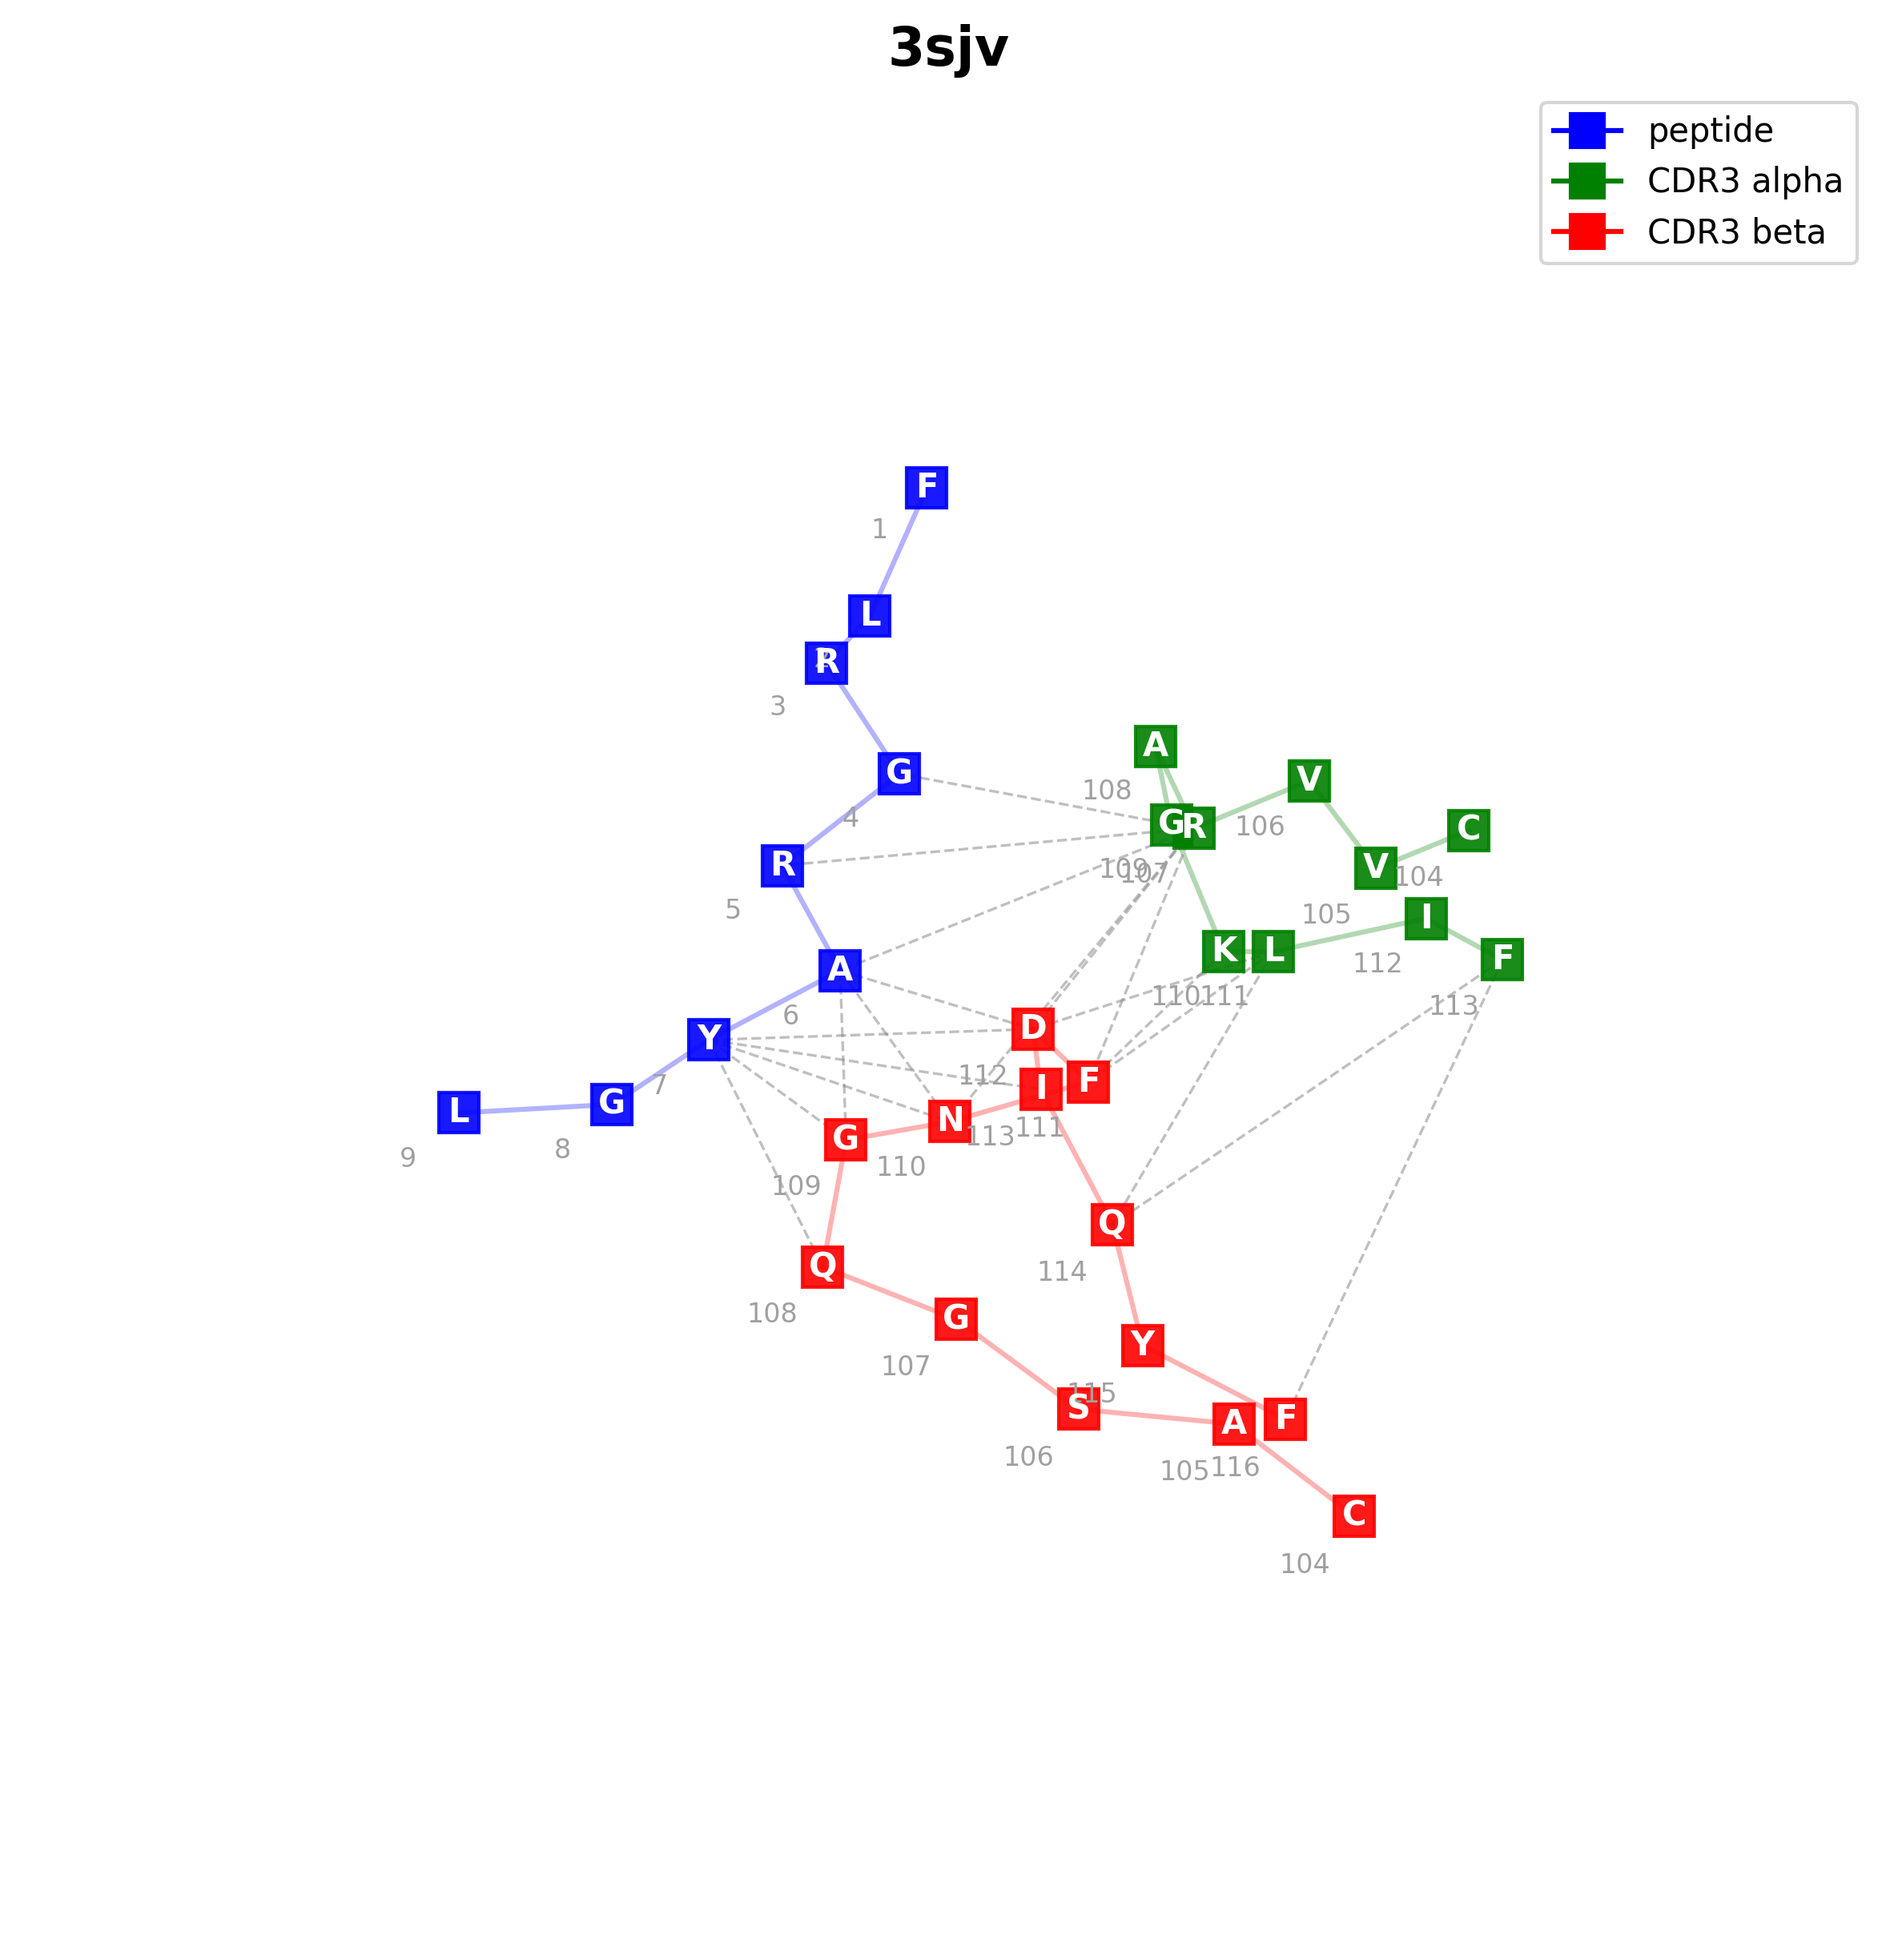 3sjv
peptide
CDR3 alpha
CDR3 beta
F
1
L
R
3
A
G
V
108
4
G
R
106
C
R
109
107
V
104
5
105
I
A
K
L
112
F
6
110
111
113
Y
D
7
112
I
F
L
G
N
113
111
9
8
G
110
109
Q
Q
114
108
G
Y
107
115
S
A
F
106
105
116
C
104